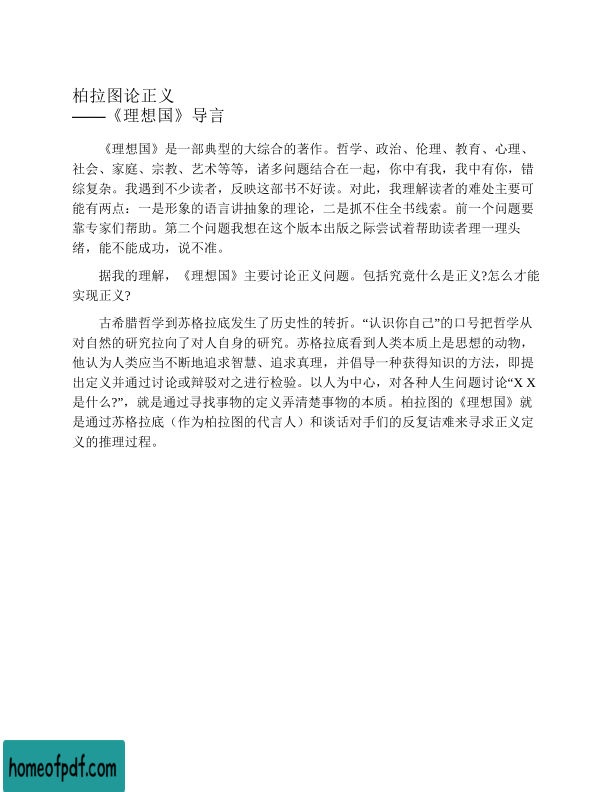 柏拉图论正义
——《理想国》导言
《理想国》是一部典型的大综合的著作。哲学、政治、伦理、教育、心理、
社会、家庭、宗教、艺术等等，诸多问题结合在一起，你中有我，我中有你，错
综复杂。我遇到不少读者，反映这部书不好读。对此，我理解读者的难处主要可
能有两点：一是形象的语言讲抽象的理论，二是抓不住全书线索。前一个问题要
靠专家们帮助。第二个问题我想在这个版本出版之际尝试着帮助读者理一理头
绪，能不能成功，说不准。
据我的理解，《理想国》主要讨论正义问题。包括究竟什么是正义?怎么才能
实现正义?
古希腊哲学到苏格拉底发生了历史性的转折。“认识你自己”的口号把哲学从
对自然的研究拉向了对人自身的研究。苏格拉底看到人类本质上是思想的动物，
他认为人类应当不断地追求智慧、追求真理，并倡导一种获得知识的方法，即提
出定义并通过讨论或辩驳对之进行检验。以人为中心，对各种人生问题讨论“X X
是什么?”，就是通过寻找事物的定义弄清楚事物的本质。柏拉图的《理想国》就
是通过苏格拉底（作为柏拉图的代言人）和谈话对手们的反复诘难来寻求正义定
义的推理过程。
homeofpdf.com